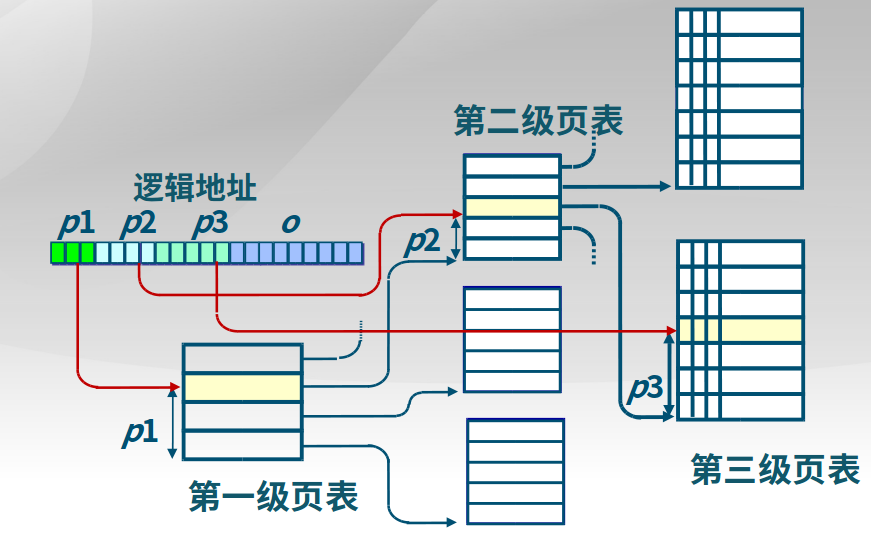 第二级页表
逻辑地址
p1 p2 p3 o
p2
p3
p1
第三级页表
第一级页表